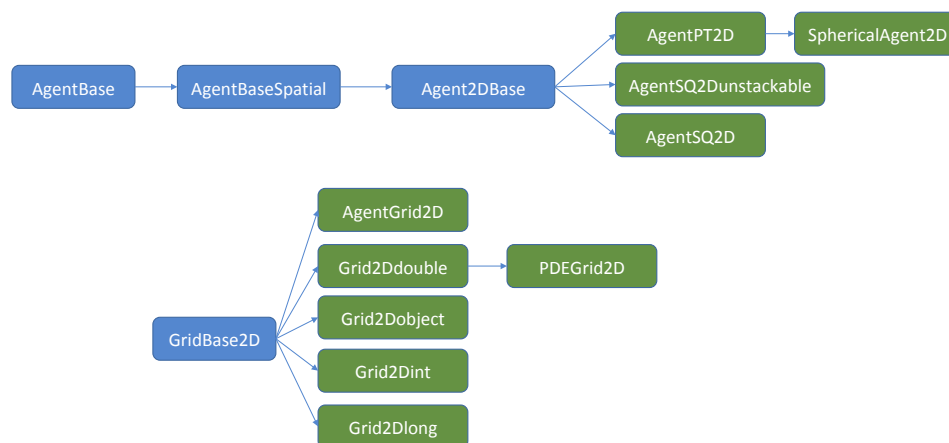 AgentBase
AgentBaseSpatial
Agent2DBase
AgentPT2D
SphericalAgent2D
AgentSQ2Dunstackable
AgentSQ2D
GridBase2D
AgentGrid2D
Grid2Ddouble
PDEGrid2D
Grid2Dobject
Grid2Dint
Grid2Dlong